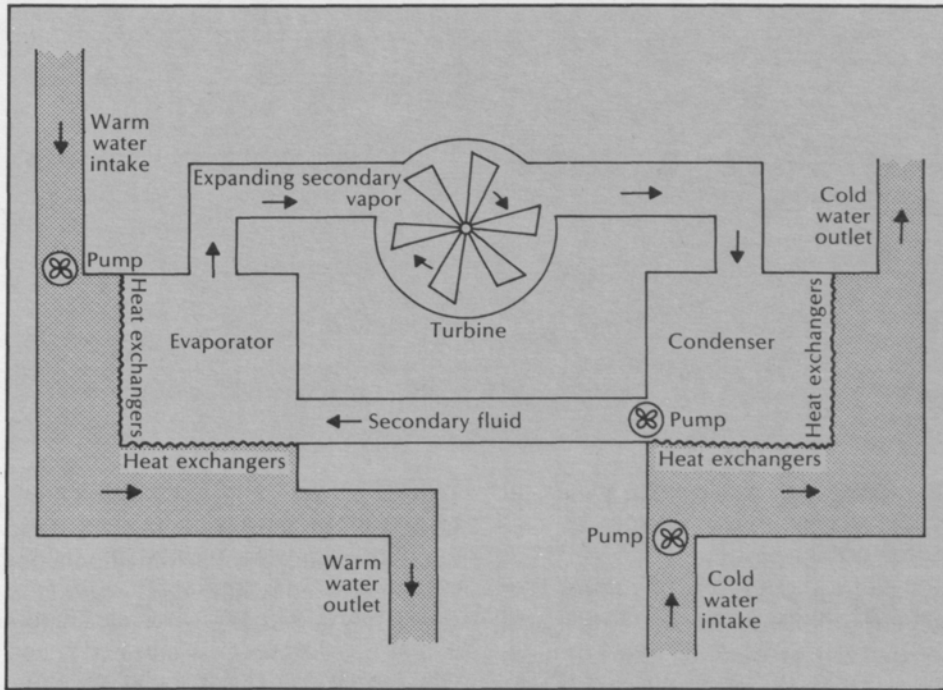 Warm
water
intake
Expanding secondary
vapor
Cold
water
outlet
Pump
Heat exchangers
Evaporator
Turbine
Condenser
Heat exchangers
Secondary fluid
Pump
Heat exchangers
Heat exchangers
Pump
Warm
water
outlet
Cold
water
intake